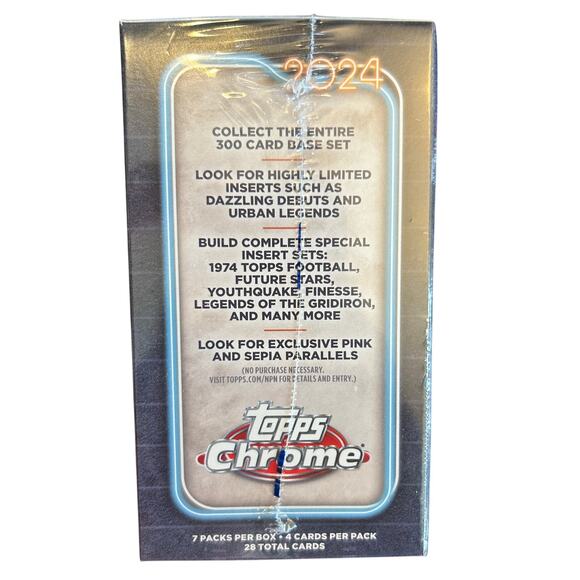 2024
COLLECT THE ENTIRE
300 CARD BASE SET
LOOK FOR HIGHLY LIMITED
INSERTS SUCH AS
DAZZLING DEBUTS AND
URBAN LEGENDS
BUILD COMPLETE SPECIAL
INSERT SETS:
1974 TOPPS FOOTBALL,
FUTURE STARS,
YOUTHQUAKE, FINESSE,
LEGENDS OF THE GRIDIRON,
AND MANY MORE
LOOK FOR EXCLUSIVE PINK
AND SEPIA PARALLELS
(NO PURCHASE NECESSARY.
VISIT TOPPS.COM/NPN FOR DETAILS AND ENTRY.)
Topps
Chrome®
7 PACKS PER BOX • 4 CARDS PER PACK
28 TOTAL CARDS